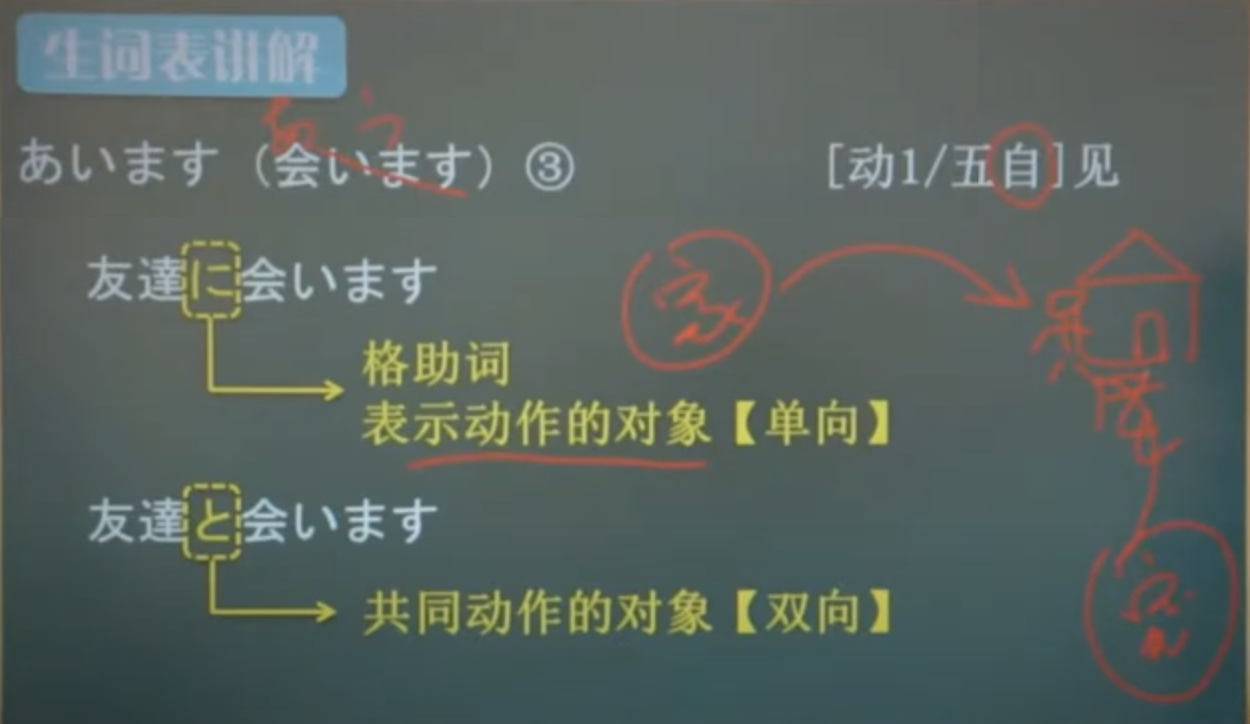 生词表讲解
あいます（会います）③ [动1/五自]见
友達に会います
家
格助词
表示动作的对象【单向】
友達と会います
共同动作的对象【双向】